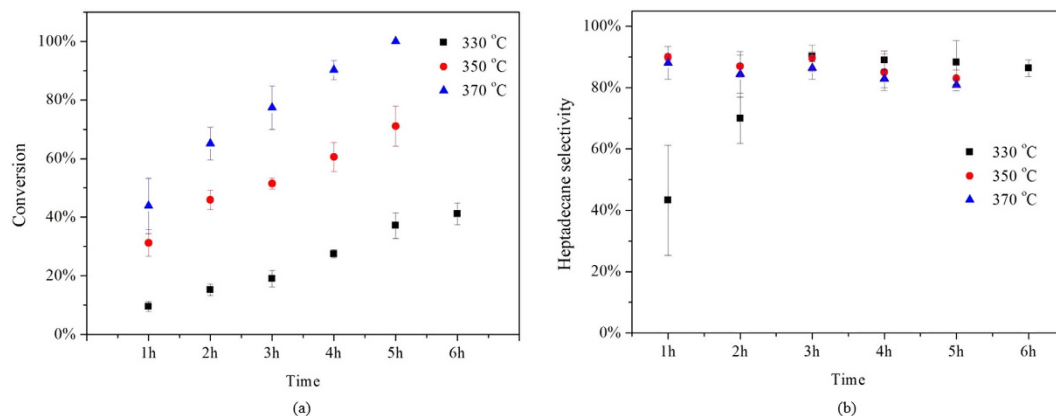 100%
80%
60%
40%
20%
0%
Conversion
330 °C
350 °C
370 °C
1h 2h 3h 4h 5h 6h
Time
(a)
100%
80%
60%
40%
20%
0%
Heptadecane selectivity
330 °C
350 °C
370 °C
1h 2h 3h 4h 5h 6h
Time
(b)